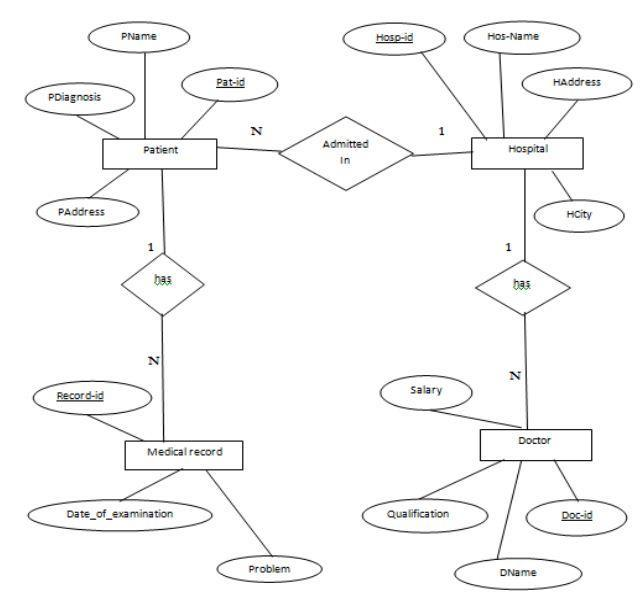 PName
Hosp-id
Hos-Name
Pat-id
HAddress
PDiagnosis
N
1
Admitted
In
Patient
Hospital
PAddress
HCity
1
1
has
has
N
N
Salary
Record-id
Medical record
Doctor
Date_of_examination
Qualification
Doc-id
Problem
DName